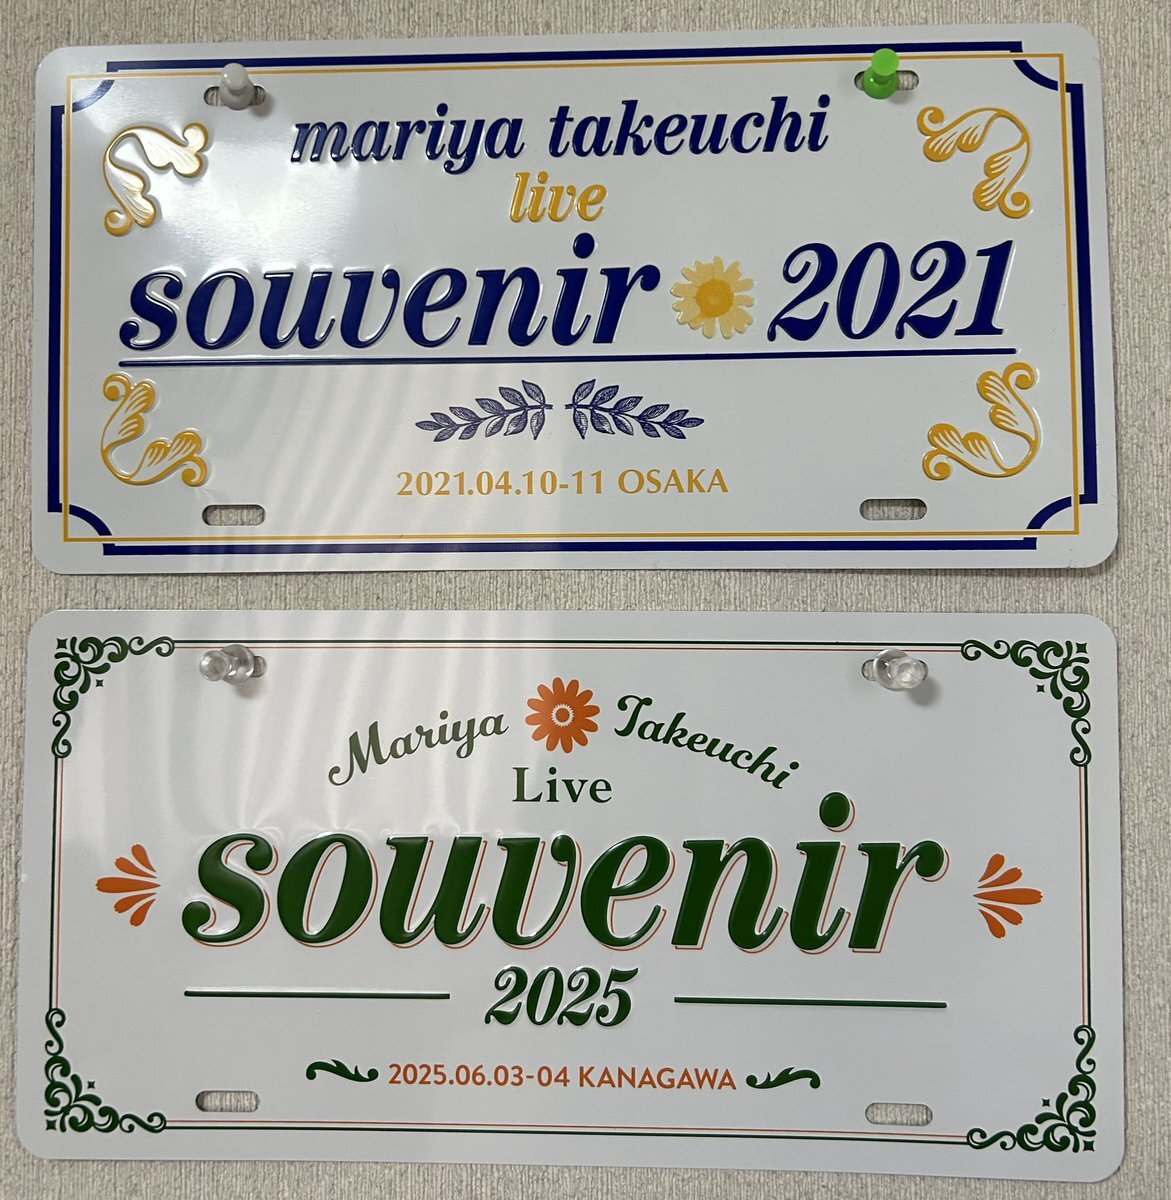 mariya takeuchi
live
souvenir 2021
2021.04.10-11 OSAKA
Mariya Takeuchi
Live
souvenir
2025
2025.06.03-04 KANAGAWA